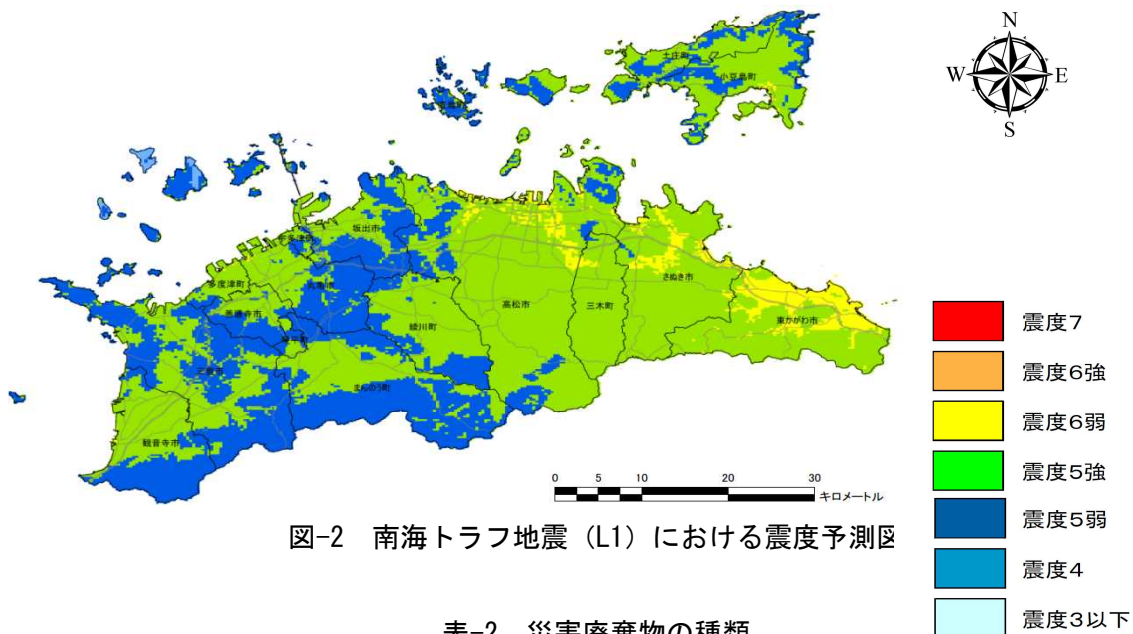 N
W E
S
土庄町
小豆島町
直島町
坂出市
宇多津町
多度津町
丸亀市
善通寺市
琴平町
三豊市
綾川町
高松市
三木町
さぬき市
東かがわ市
まんのう町
観音寺市
0 5 10 20 30
キロメートル
図-2 南海トラフ地震（L1）における震度予測図
震度7
震度6強
震度6弱
震度5強
震度5弱
震度4
震度3以下
表-2 災害廃棄物の種類